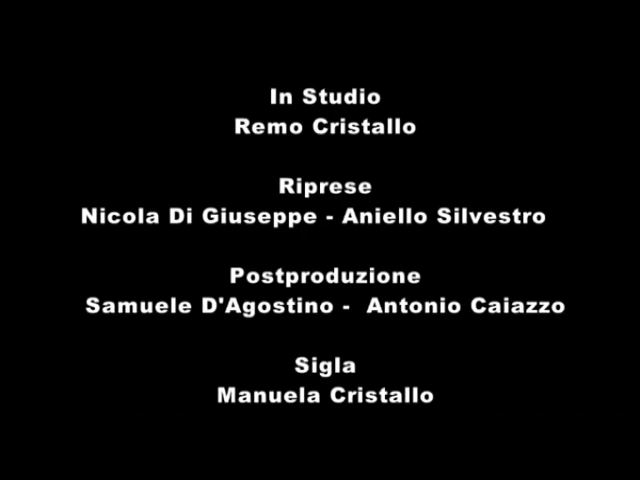 In Studio
Remo Cristallo
Riprese
Nicola Di Giuseppe - Aniello Silvestro
Postproduzione
Samuele D'Agostino -  Antonio Caiazzo
Sigla
Manuela Cristallo